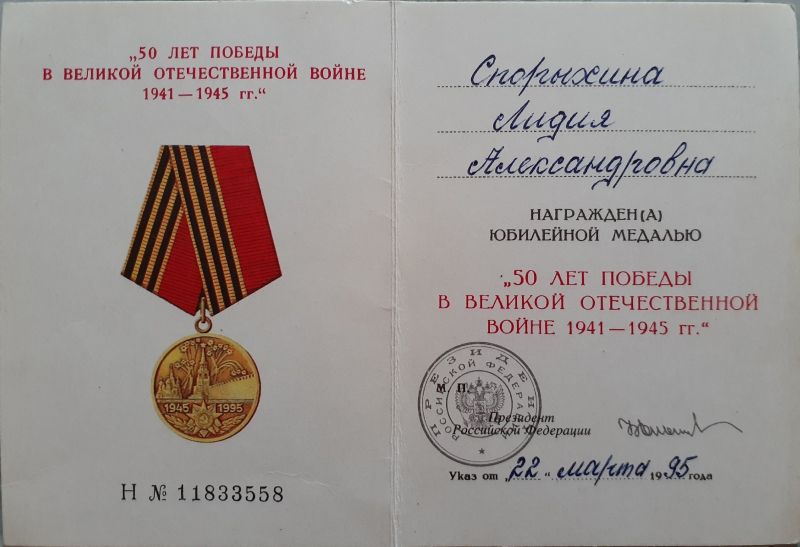 „50 ЛЕТ ПОБЕДЫ
В ВЕЛИКОЙ ОТЕЧЕСТВЕННОЙ ВОЙНЕ
1941 — 1945 гг.“
1945 1995
Н № 11833558
Спорыхина
Лидия
Александровна
НАГРАЖДЕН(А)
ЮБИЛЕЙНОЙ МЕДАЛЬЮ
„50 ЛЕТ ПОБЕДЫ
В ВЕЛИКОЙ ОТЕЧЕСТВЕННОЙ
ВОЙНЕ 1941 — 1945 гг.“
ПРЕЗИДЕНТ
РОССИЙСКОЙ ФЕДЕРАЦИИ
М. П.
Президент
Российской Федерации
Указ от „22“ марта 1995 года